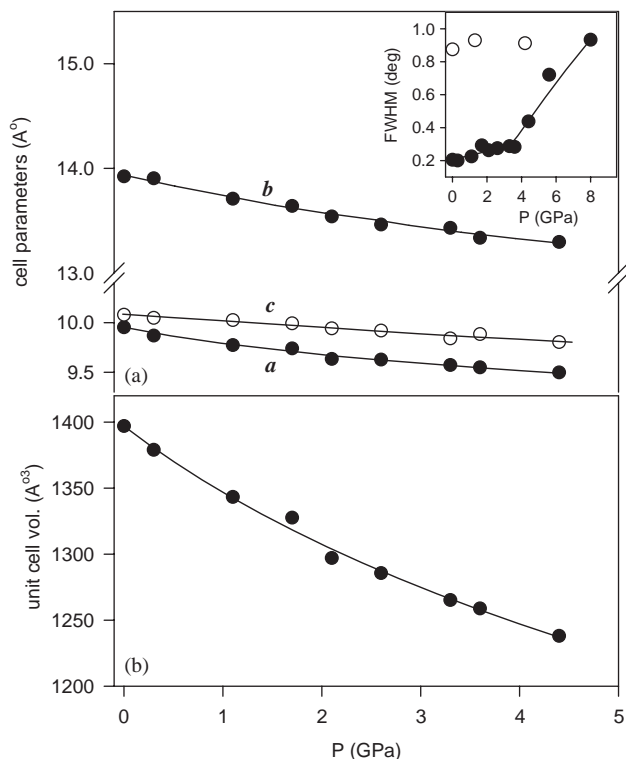 15.0
14.0
13.0
10.0
9.5
cell parameters (A°)
b
c
a
(a)
1.0
0.8
0.6
0.4
0.2
FWHM (deg)
0 2 4 6 8
P (GPa)
1400
1350
1300
1250
1200
unit cell vol. (A°³)
(b)
0 1 2 3 4 5
P (GPa)